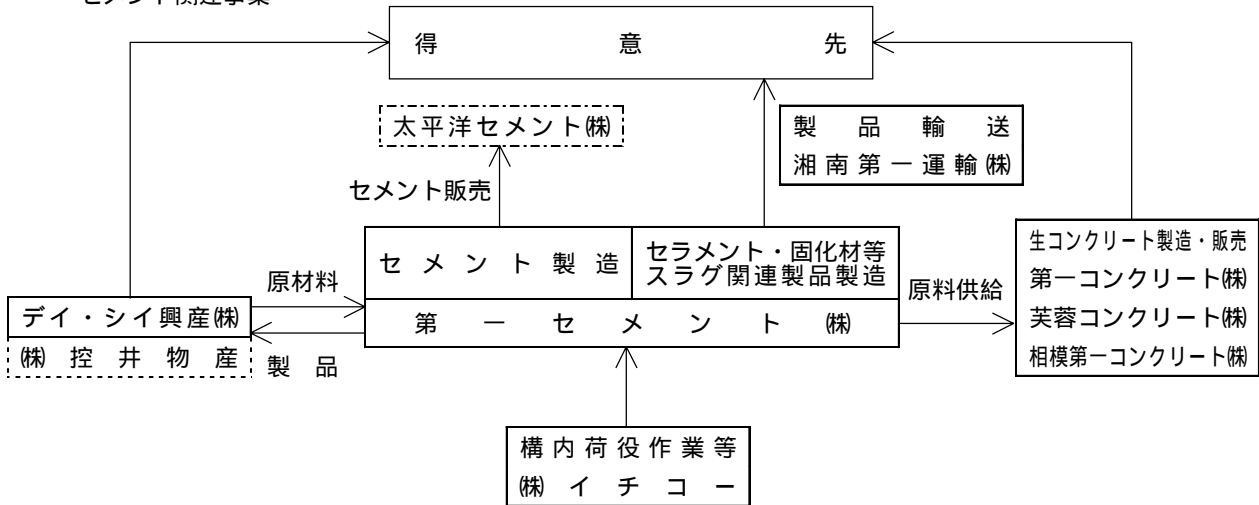 セメント関連事業
得意先
太平洋セメント㈱
製品輸送
湘南第一運輸㈱
セメント販売
セメント製造
セラメント・固化材等
スラグ関連製品製造
第一セメント㈱
原材料
製品
デイ・シイ興産㈱
㈱控井物産
原料供給
生コンクリート製造・販売
第一コンクリート㈱
芙蓉コンクリート㈱
相模第一コンクリート㈱
構内荷役作業等
㈱イチコー